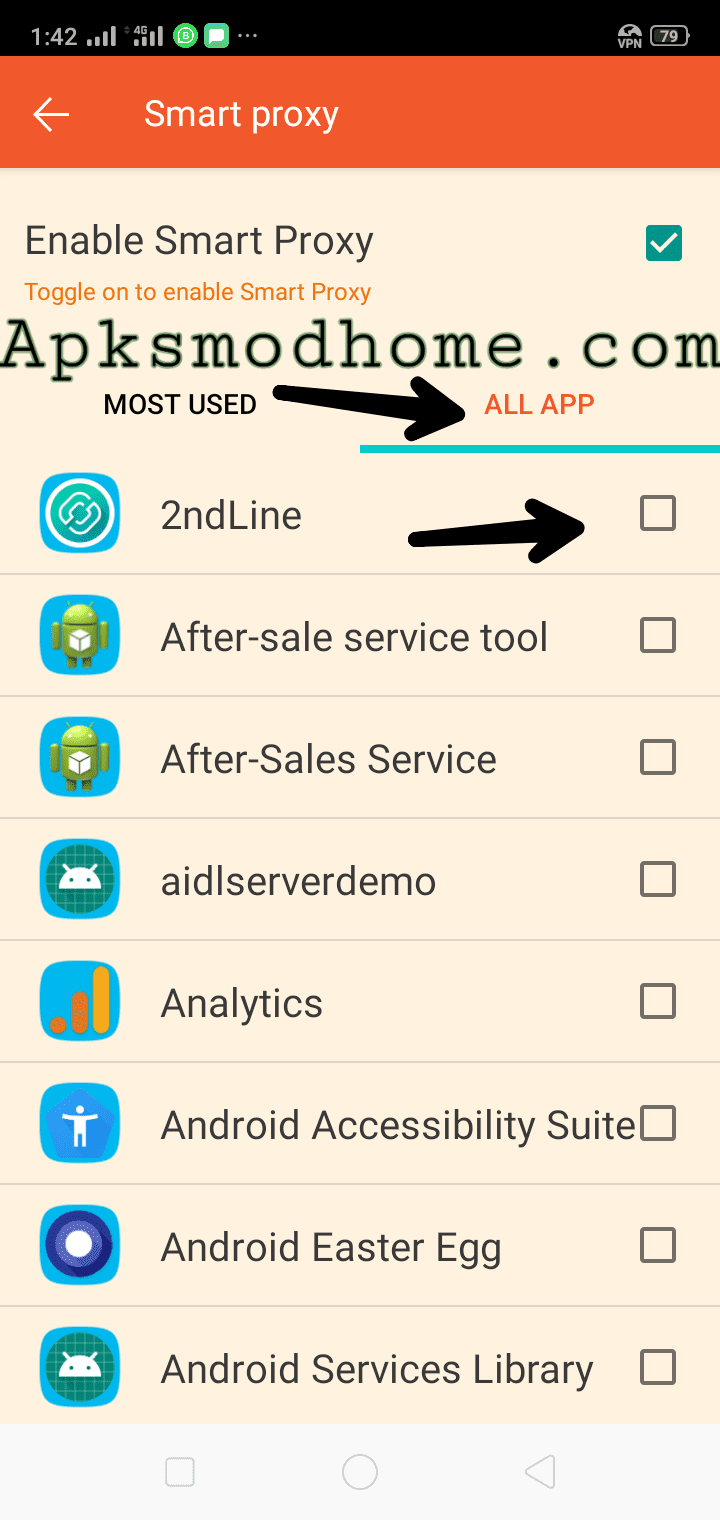 1:42 4G VPN 79
Smart proxy
Enable Smart Proxy
Toggle on to enable Smart Proxy
Apksmodhome.com
MOST USED ALL APP
2ndLine
After-sale service tool
After-Sales Service
aidlserverdemo
Analytics
Android Accessibility Suite
Android Easter Egg
Android Services Library